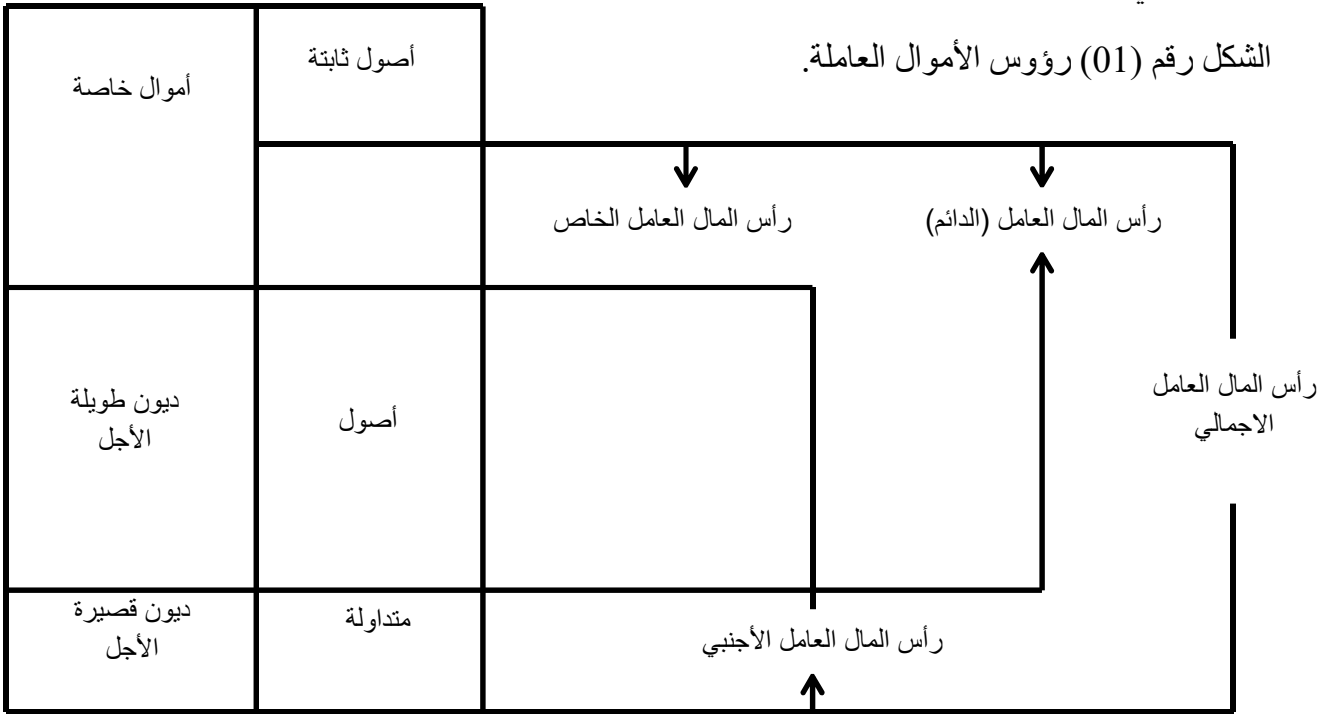 الشكل رقم (01) رؤوس الأموال العاملة.
أصول ثابتة
أموال خاصة
رأس المال العامل (الدائم)
رأس المال العامل الخاص
رأس المال العامل
الاجمالي
أصول
ديون طويلة
الأجل
متداولة
ديون قصيرة
الأجل
رأس المال العامل الأجنبي